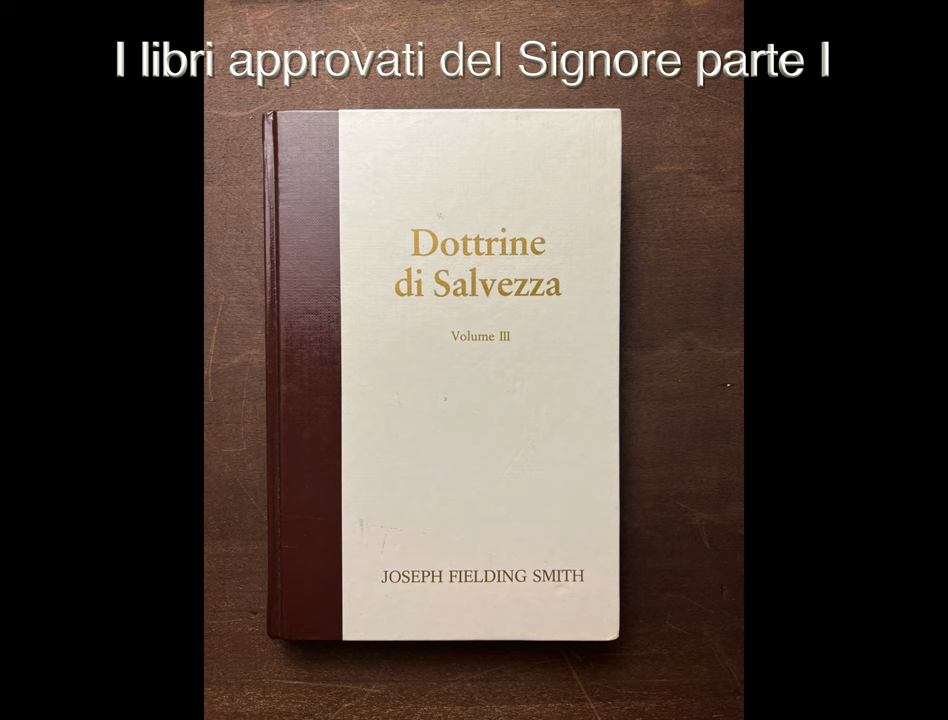 I libri approvati del Signore parte I
Dottrine
di Salvezza
Volume III
JOSEPH FIELDING SMITH